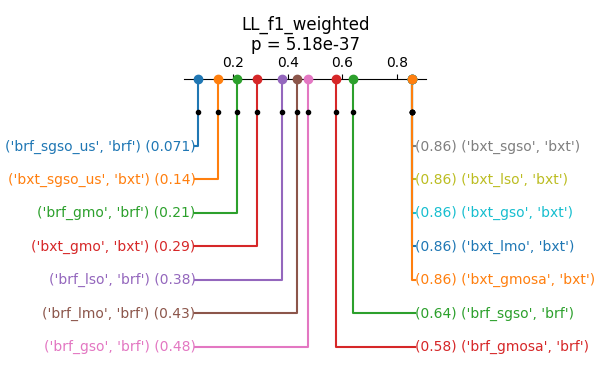 LL_f1_weighted
p = 5.18e-37
0.2 0.4 0.6 0.8
('brf_sgso_us', 'brf') (0.071) (0.86) ('bxt_sgso', 'bxt')
('bxt_sgso_us', 'bxt') (0.14) (0.86) ('bxt_lso', 'bxt')
('brf_gmo', 'brf') (0.21) (0.86) ('bxt_gso', 'bxt')
('bxt_gmo', 'bxt') (0.29) (0.86) ('bxt_lmo', 'bxt')
('brf_lso', 'brf') (0.38) (0.86) ('bxt_gmosa', 'bxt')
('brf_lmo', 'brf') (0.43) (0.64) ('brf_sgso', 'brf')
('brf_gso', 'brf') (0.48) (0.58) ('brf_gmosa', 'brf')